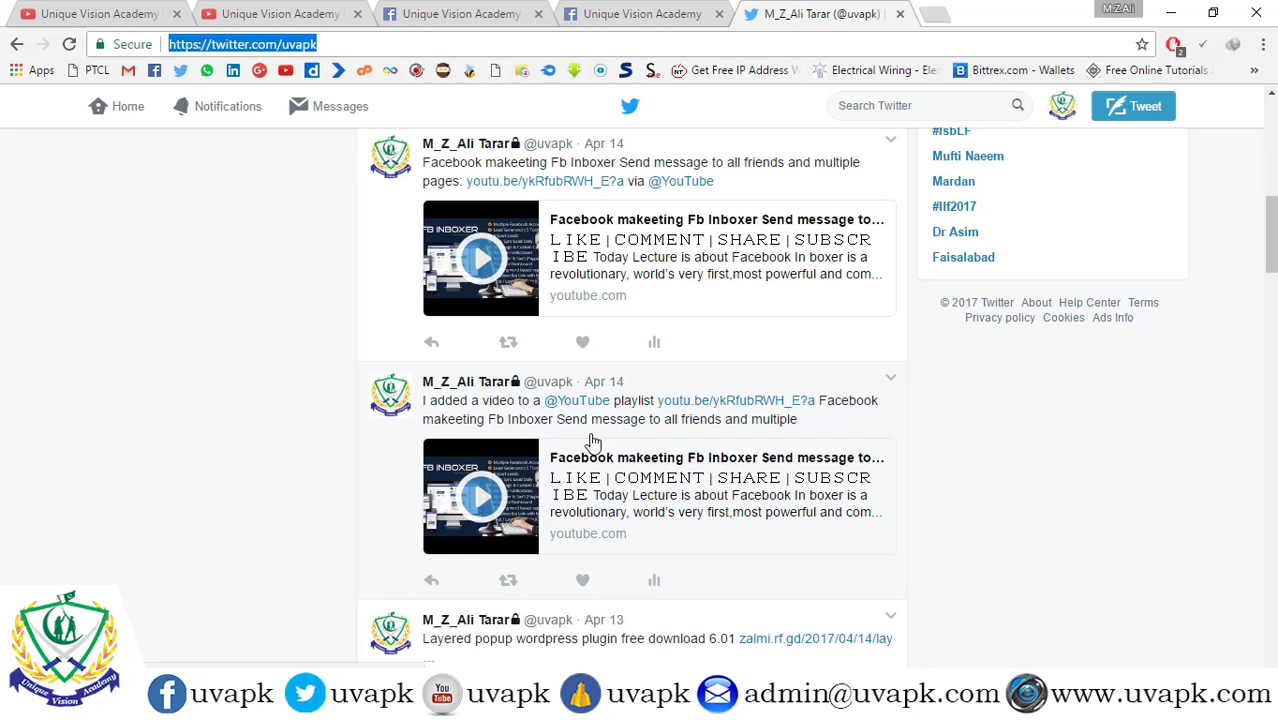 Unique Vision Academy
Unique Vision Academy
Unique Vision Academy -
Unique Vision Academy
M_Z_Ali Tarar (@uvapk) |
M.Z.Ali
Secure
https://twitter.com/uvapk
2
Apps
PTCL
Get Free IP Address W
Electrical Wiring - Elec
Bittrex.com - Wallets
Free Online Tutorials
»
Home
Notifications
Messages
Search Twitter
Tweet
M_Z_Ali Tarar @uvapk · Apr 14
Facebook makeeting Fb Inboxer Send message to all friends and multiple
pages: youtu.be/ykRfubRWH_E?a via @YouTube
FB INBOXER
Facebook makeeting Fb Inboxer Send message to...
L I K E | C O M M E N T | S H A R E | S U B S C R
I B E Today Lecture is about Facebook In boxer is a
revolutionary, world's very first,most powerful and com...
youtube.com
M_Z_Ali Tarar @uvapk · Apr 14
I added a video to a @YouTube playlist youtu.be/ykRfubRWH_E?a Facebook
makeeting Fb Inboxer Send message to all friends and multiple
FB INBOXER
Facebook makeeting Fb Inboxer Send message to...
L I K E | C O M M E N T | S H A R E | S U B S C R
I B E Today Lecture is about Facebook In boxer is a
revolutionary, world's very first,most powerful and com...
youtube.com
M_Z_Ali Tarar @uvapk · Apr 13
Layered popup wordpress plugin free download 6.01 zalmi.rf.gd/2017/04/14/lay
...
#IsbLF
Mufti Naeem
Mardan
#Ilf2017
Dr Asim
Faisalabad
© 2017 Twitter About Help Center Terms
Privacy policy Cookies Ads Info
Unique Vision Academy
uvapk
uvapk
You Tube
uvapk
uvapk
admin@uvapk.com
www.uvapk.com